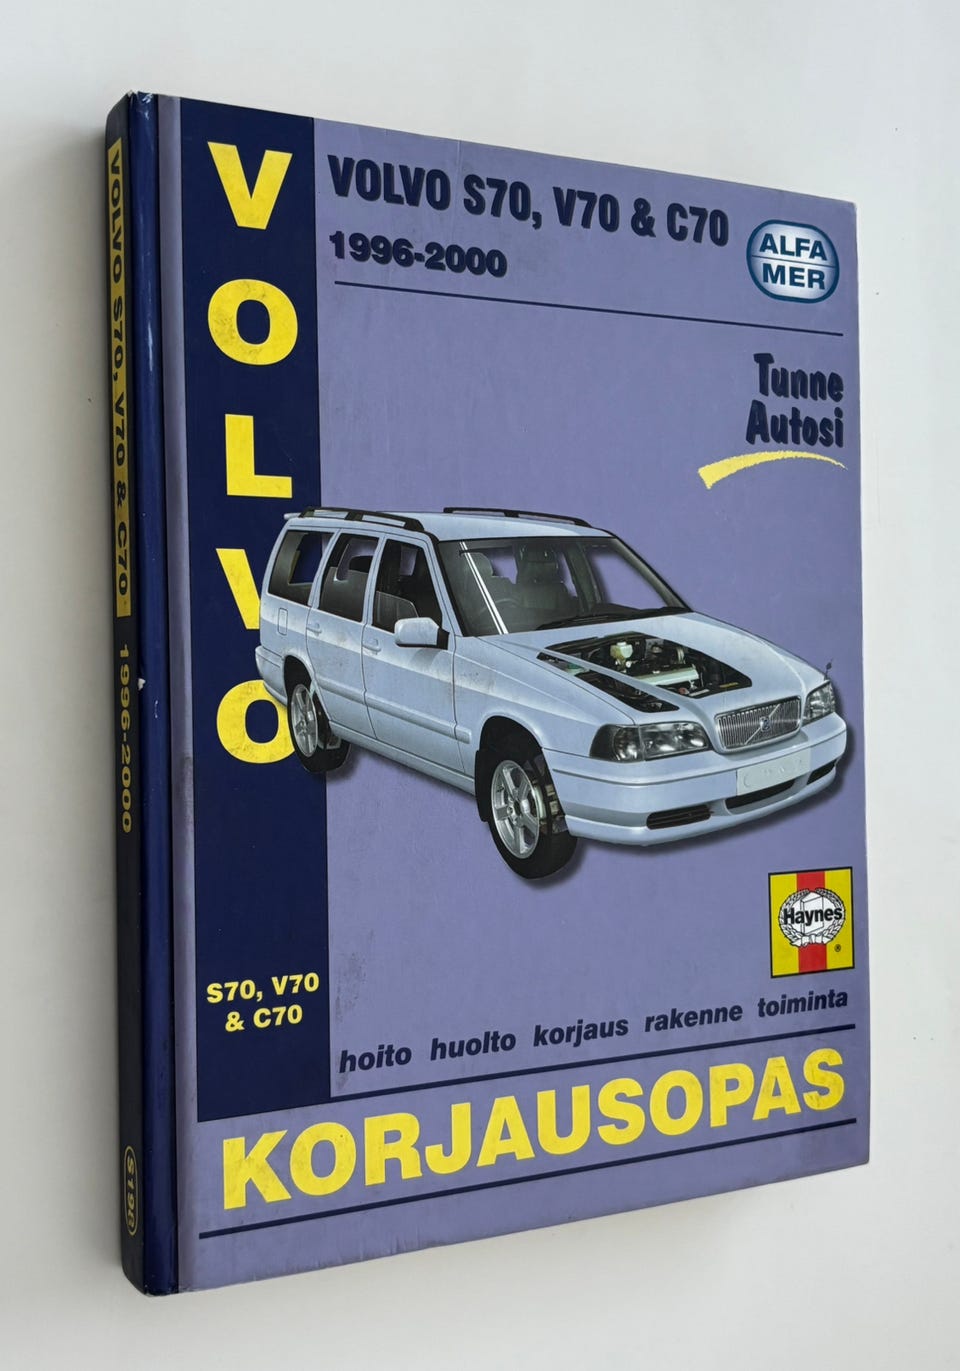 VOLVO S70, V70 & C70 1996-2000
VOLVO
S70, V70
& C70
VOLVO S70, V70 & C70
1996-2000
ALFA
MER
Tunne
Autosi
Haynes
®
hoito huolto korjaus rakenne toiminta
KORJAUSOPAS